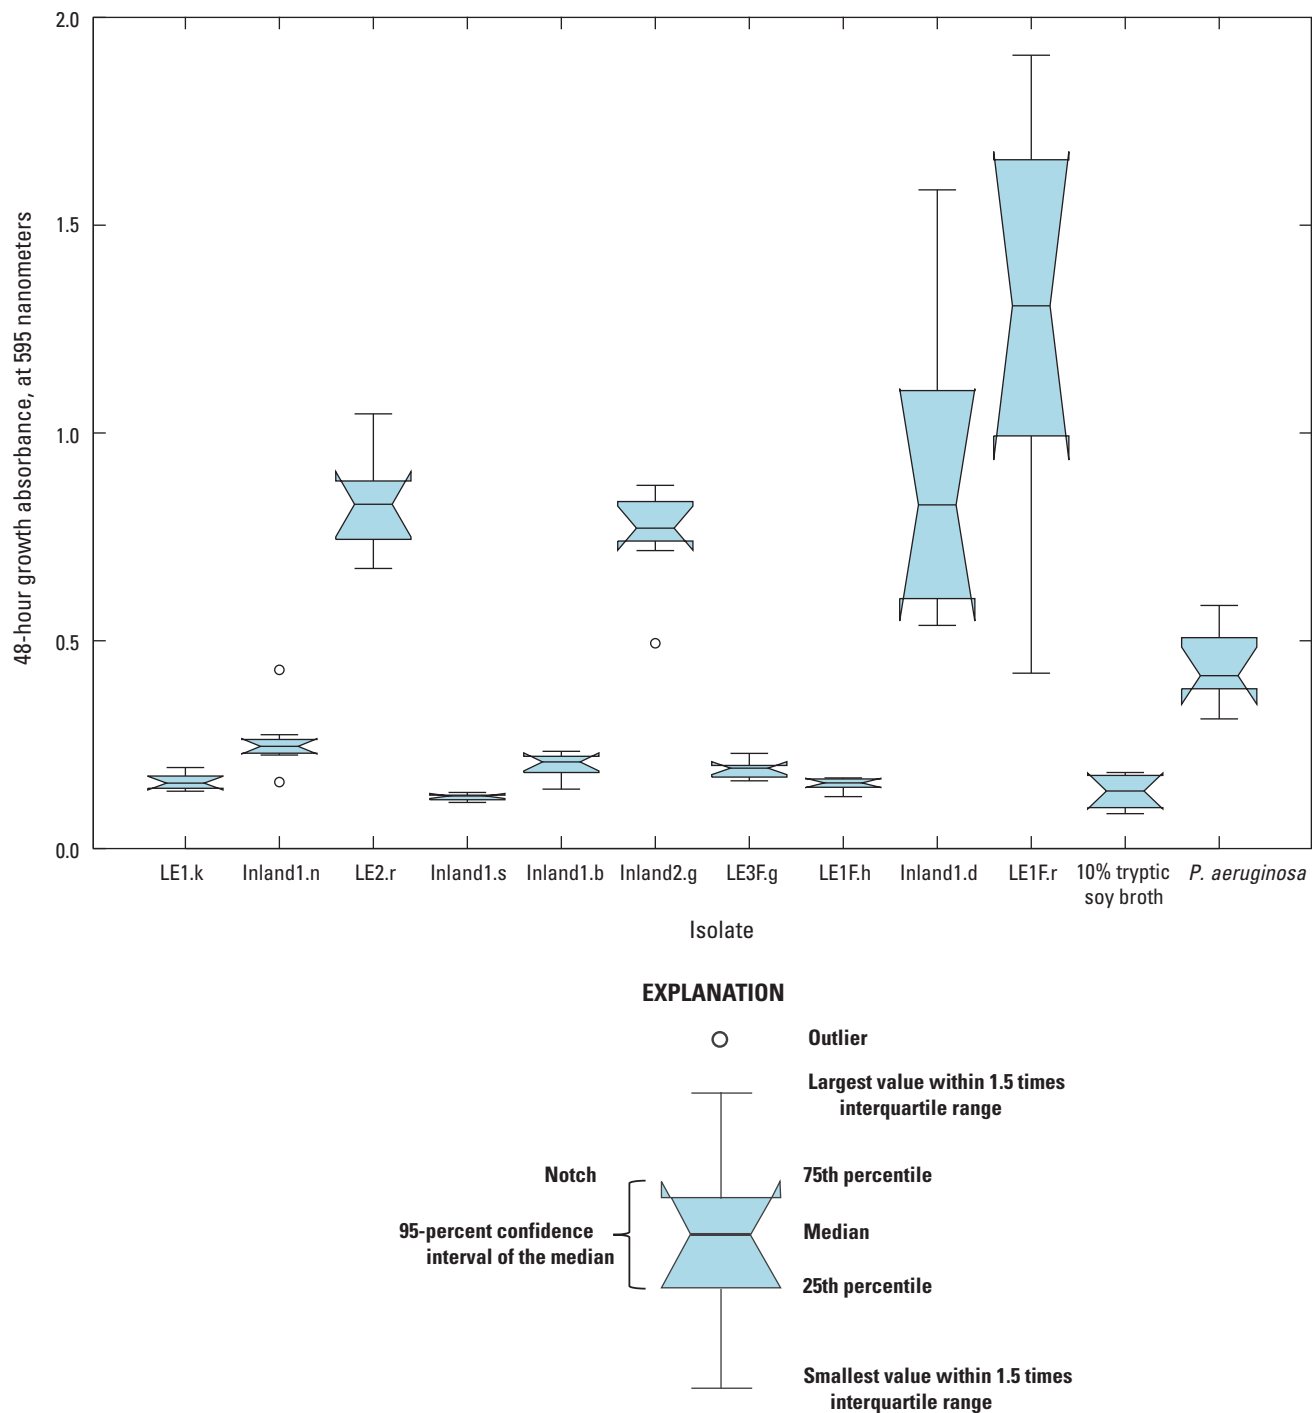 2.0
1.5
1.0
0.5
0.0
48-hour growth absorbance, at 595 nanometers
LE1.k
Inland1.n
LE2.r
Inland1.s
Inland1.b
Inland2.g
LE3F.g
LE1F.h
Inland1.d
LE1F.r
10% tryptic
soy broth
P. aeruginosa
Isolate
EXPLANATION
Outlier
Largest value within 1.5 times
interquartile range
Notch
75th percentile
95-percent confidence
interval of the median
Median
25th percentile
Smallest value within 1.5 times
interquartile range